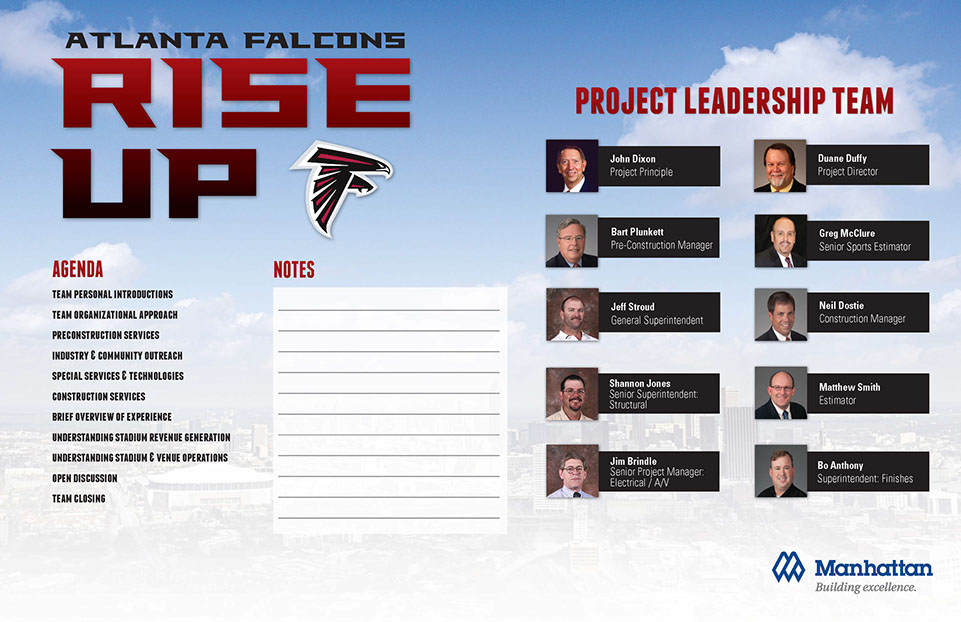 ATLANTA FALCONS
RISE
UP
AGENDA
TEAM PERSONAL INTRODUCTIONS
TEAM ORGANIZATIONAL APPROACH
PRECONSTRUCTION SERVICES
INDUSTRY & COMMUNITY OUTREACH
SPECIAL SERVICES & TECHNOLOGIES
CONSTRUCTION SERVICES
BRIEF OVERVIEW OF EXPERIENCE
UNDERSTANDING STADIUM REVENUE GENERATION
UNDERSTANDING STADIUM & VENUE OPERATIONS
OPEN DISCUSSION
TEAM CLOSING
NOTES
PROJECT LEADERSHIP TEAM
John Dixon
Project Principle
Duane Duffy
Project Director
Bart Plunkett
Pre-Construction Manager
Greg McClure
Senior Sports Estimator
Jeff Stroud
General Superintendent
Neil Dostie
Construction Manager
Shannon Jones
Senior Superintendent:
Structural
Matthew Smith
Estimator
Jim Brindle
Senior Project Manager:
Electrical / A/V
Bo Anthony
Superintendent: Finishes
Manhattan
Building excellence.